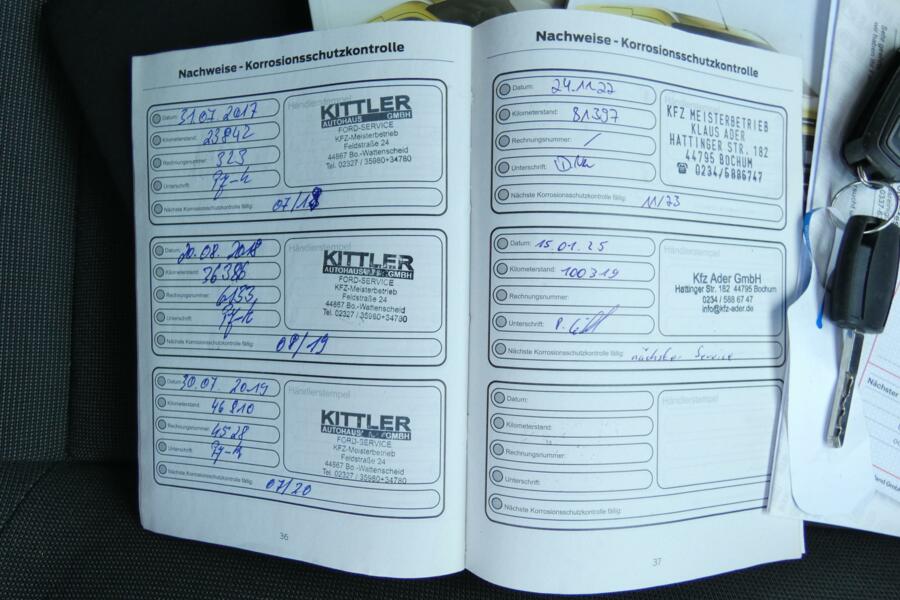 Nachweise - Korrosionsschutzkontrolle
Datum: 31.07.2017
Kilometerstand: 23842
Rechnungsnummer: 323
Unterschrift:
Nächste Korrosionsschutzkontrolle fällig: 07/18
Händlerstempel
KITTLER
AUTOHAUS GMBH
FORD-SERVICE
KFZ-Meisterbetrieb
Feldstraße 24
44867 Bo.-Wattenscheid
Tel. 02327 / 35980+34780
Datum: 20.08.2018
Kilometerstand: 36386
Rechnungsnummer: 6133
Unterschrift:
Nächste Korrosionsschutzkontrolle fällig: 08/19
Händlerstempel
KITTLER
AUTOHAUS GMBH
FORD-SERVICE
KFZ-Meisterbetrieb
Feldstraße 24
44867 Bo.-Wattenscheid
Tel. 02327 / 35980+34780
Datum: 30.07.2019
Kilometerstand: 46810
Rechnungsnummer: 4528
Unterschrift:
Nächste Korrosionsschutzkontrolle fällig: 07/20
Händlerstempel
KITTLER
AUTOHAUS GMBH
FORD-SERVICE
KFZ-Meisterbetrieb
Feldstraße 24
44867 Bo.-Wattenscheid
Tel. 02327 / 35980+34780
36
Nachweise - Korrosionsschutzkontrolle
Datum: 24.11.22
Kilometerstand: 81397
Rechnungsnummer: /
Unterschrift:
Nächste Korrosionsschutzkontrolle fällig: 11/23
KFZ MEISTERBETRIEB
KLAUS ADER
HATTINGER STR. 182
44795 BOCHUM
☎ 0234/5886747
Datum: 15.01.25
Kilometerstand: 100319
Rechnungsnummer:
Unterschrift:
Nächste Korrosionsschutzkontrolle fällig: nächster Service
Händlerstempel
Kfz Ader GmbH
Hattinger Str. 182 44795 Bochum
0234 / 588 67 47
info@kfz-ader.de
Datum:
Kilometerstand:
Rechnungsnummer:
Unterschrift:
Nächste Korrosionsschutzkontrolle fällig:
Händlerstempel
37
Nächster